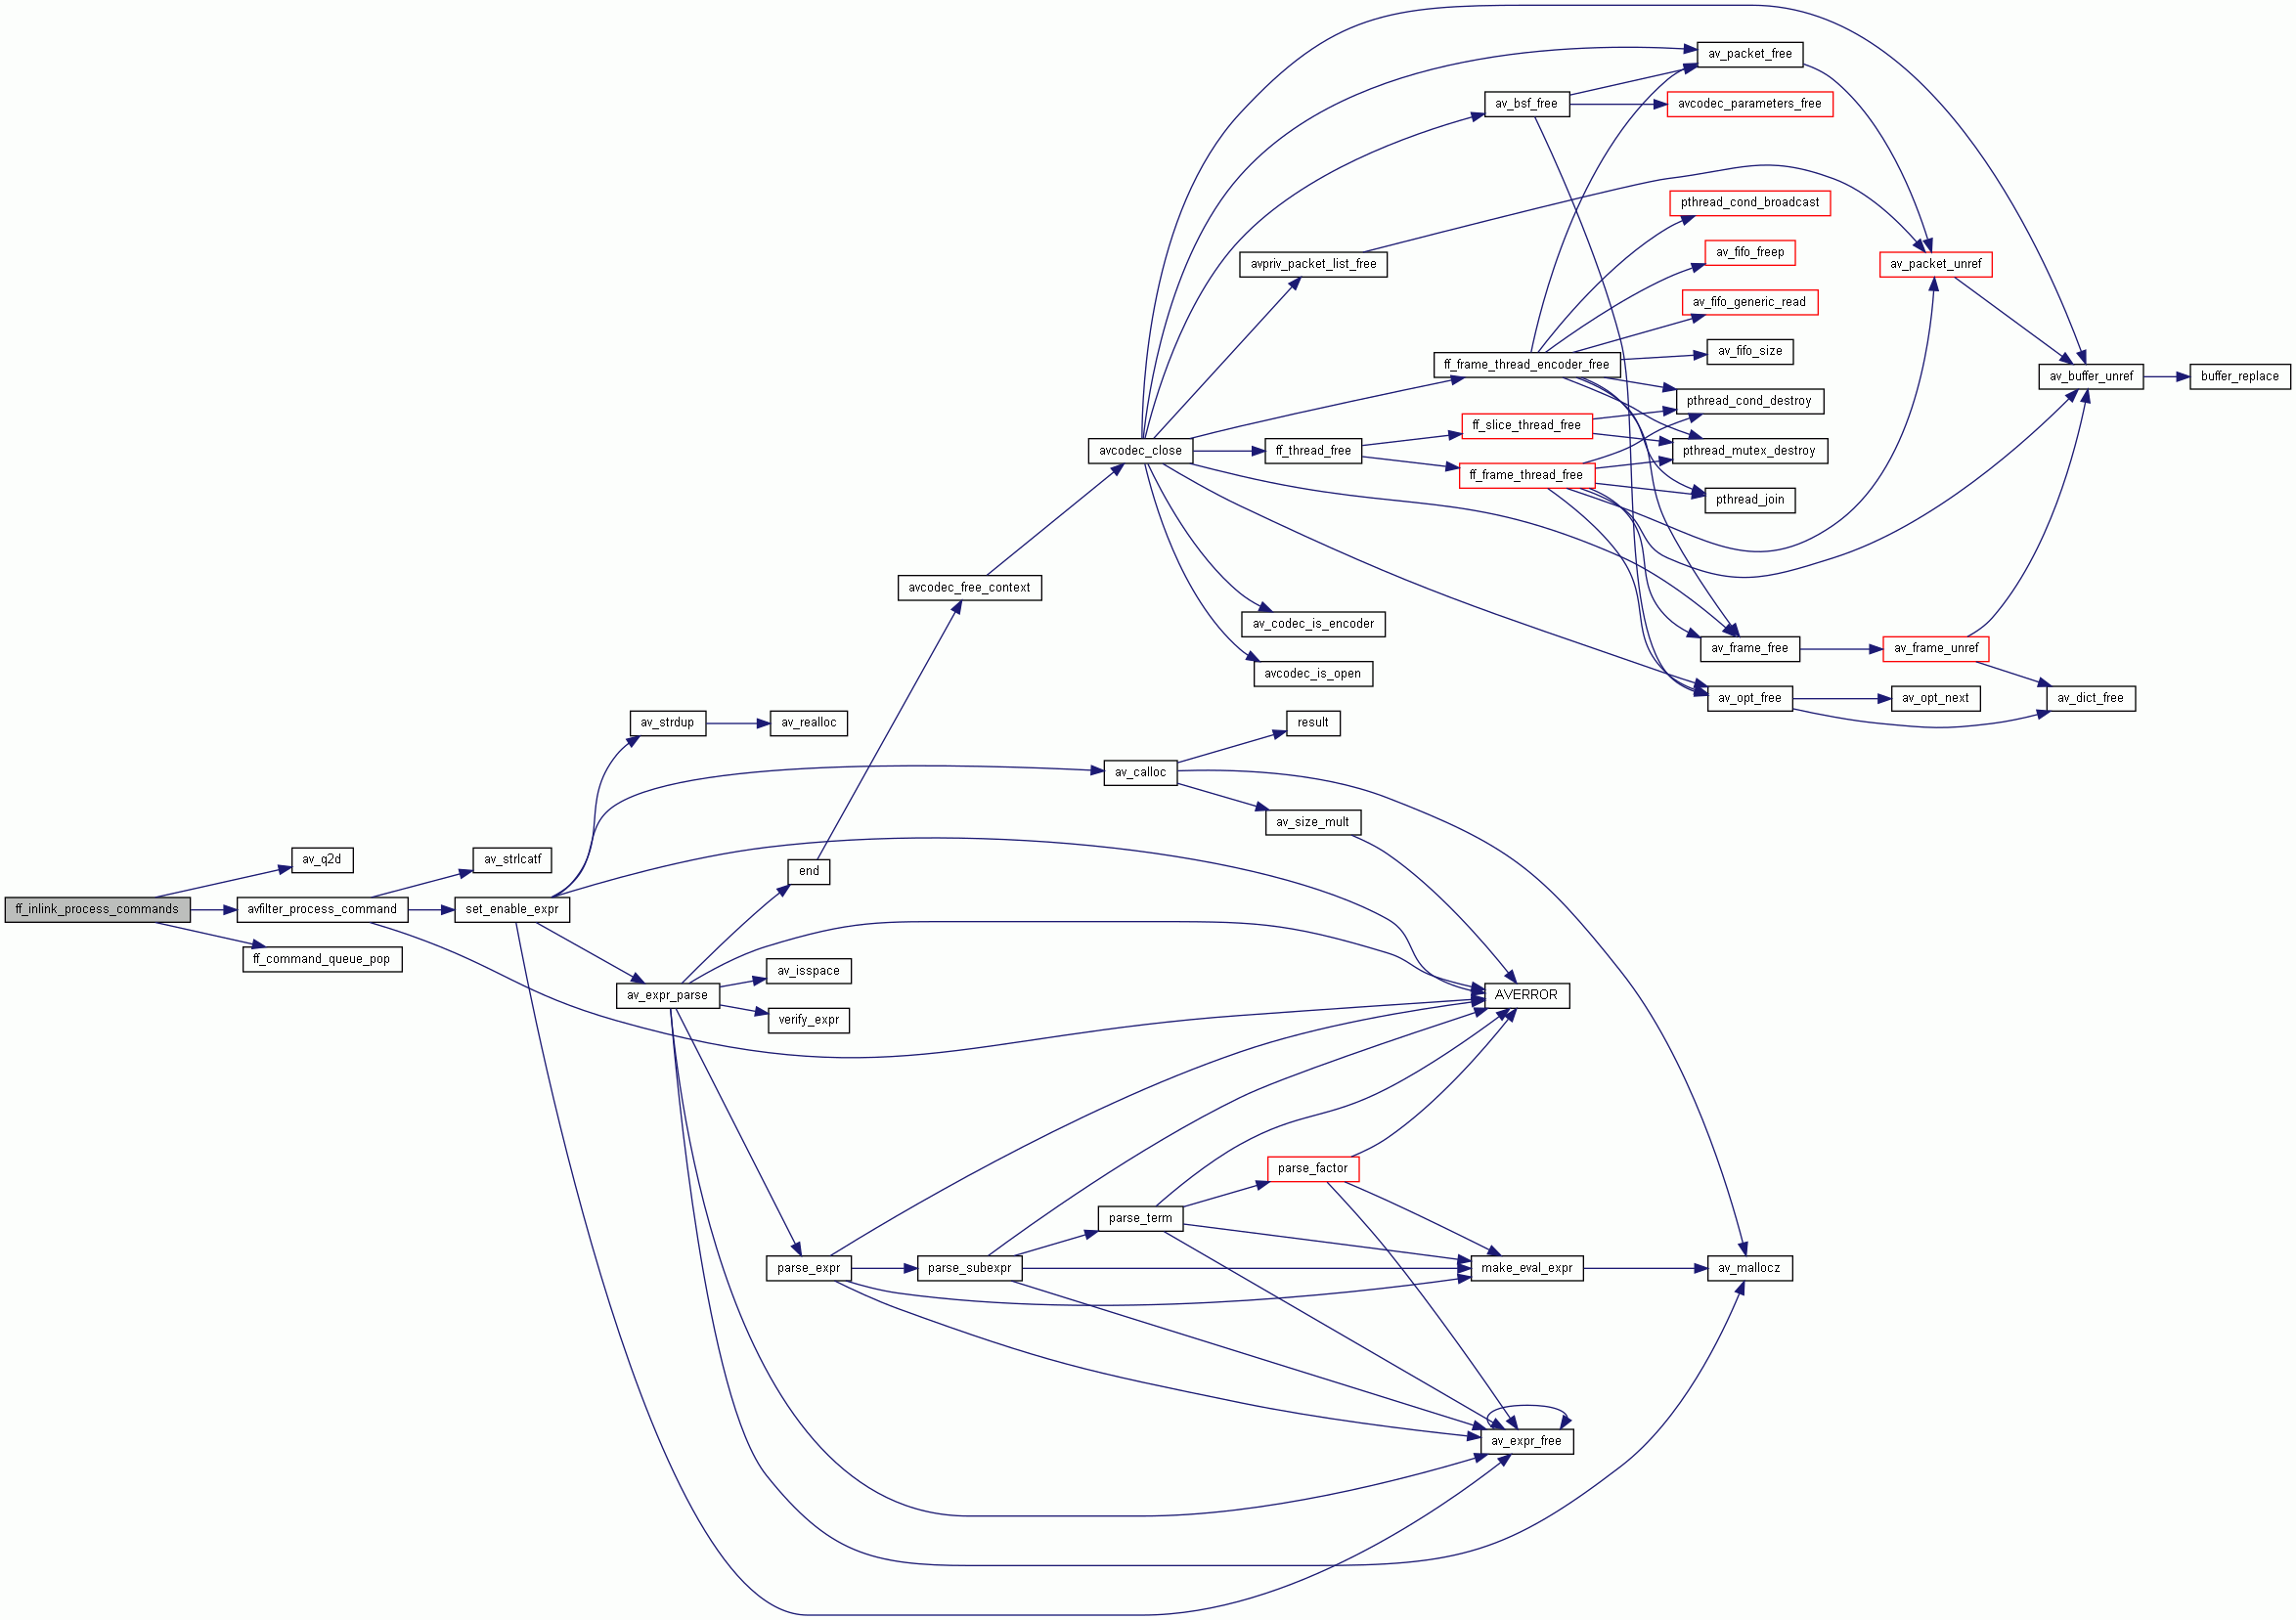 av_packet_free
av_bsf_free
avcodec_parameters_free
pthread_cond_broadcast
av_fifo_freep
avpriv_packet_list_free
av_packet_unref
av_fifo_generic_read
av_fifo_size
ff_frame_thread_encoder_free
av_buffer_unref
buffer_replace
pthread_cond_destroy
ff_slice_thread_free
avcodec_close
ff_thread_free
pthread_mutex_destroy
ff_frame_thread_free
pthread_join
avcodec_free_context
av_codec_is_encoder
av_frame_free
av_frame_unref
avcodec_is_open
av_opt_free
av_opt_next
av_dict_free
av_strdup
av_realloc
result
av_calloc
av_size_mult
av_q2d
av_strlcatf
end
ff_inlink_process_commands
avfilter_process_command
set_enable_expr
ff_command_queue_pop
av_isspace
av_expr_parse
AVERROR
verify_expr
parse_factor
parse_term
parse_expr
parse_subexpr
make_eval_expr
av_mallocz
av_expr_free